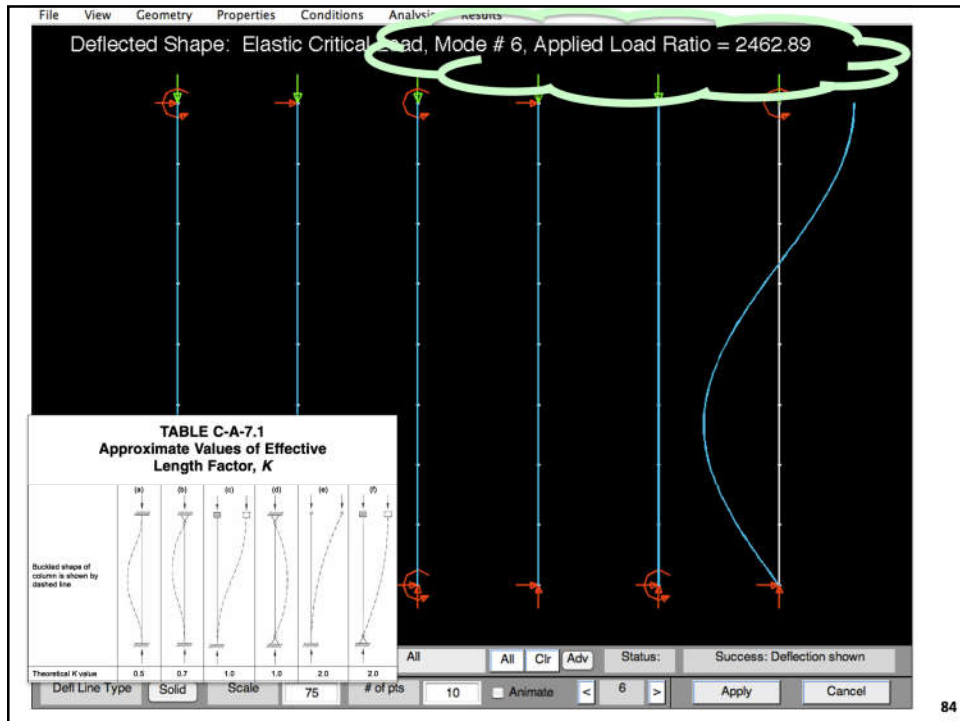 File View Geometry Properties Conditions Analysis Results
Deflected Shape: Elastic Critical Load, Mode # 6, Applied Load Ratio = 2462.89
TABLE C-A-7.1
Approximate Values of Effective
Length Factor, K
(a) (b) (c) (d) (e) (f)
Buckled shape of
column is shown by
dashed line
Theoretical K value 0.5 0.7 1.0 1.0 2.0 2.0
All All Clr Adv Status: Success: Deflection shown
Defl Line Type Solid Scale 75 # of pts 10 Animate < 6 > Apply Cancel
84